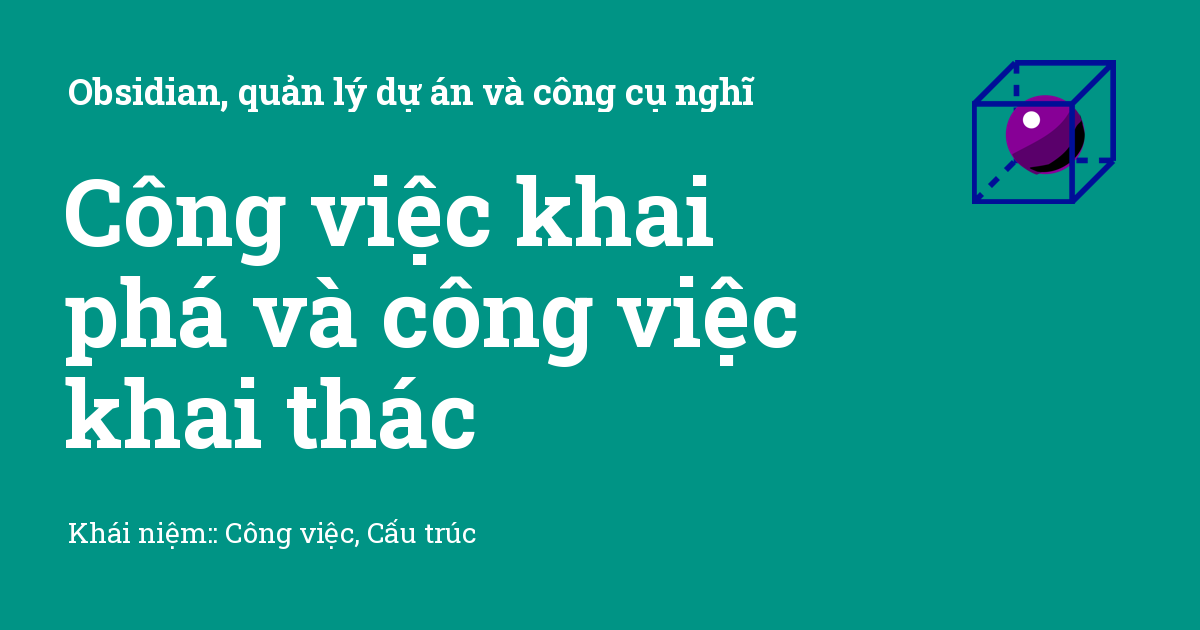 Obsidian, quản lý dự án và công cụ nghĩ
Công việc khai
phá và công việc
khai thác
Khái niệm:: Công việc, Cấu trúc